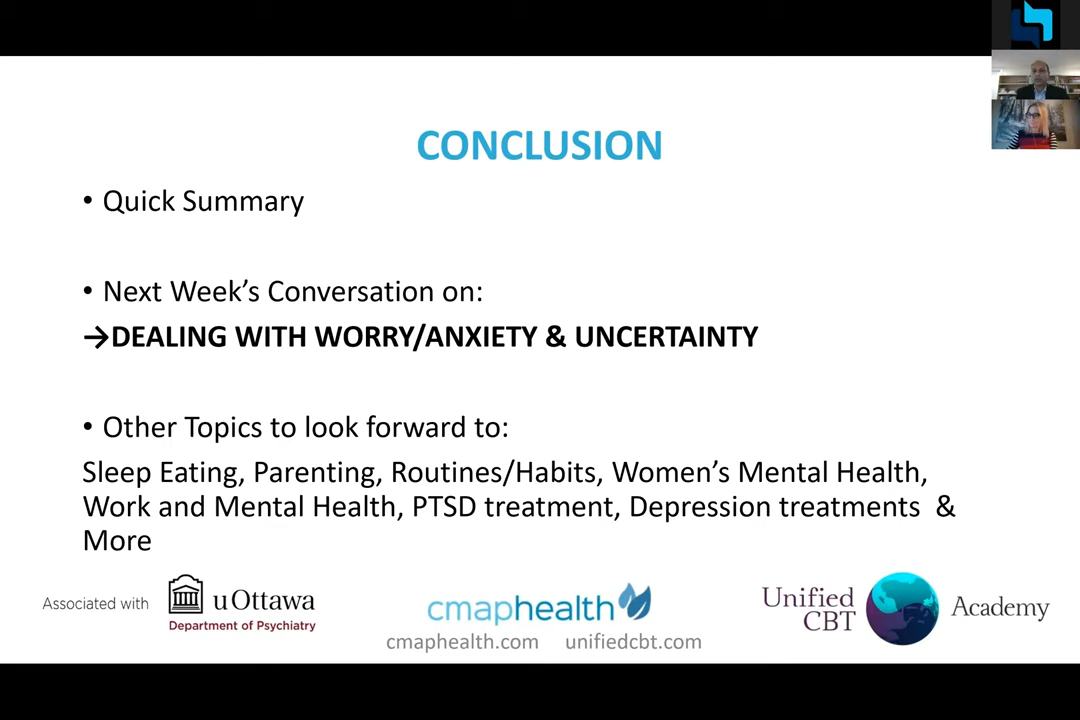 CONCLUSION
• Quick Summary
• Next Week’s Conversation on:
→DEALING WITH WORRY/ANXIETY & UNCERTAINTY
• Other Topics to look forward to:
Sleep Eating, Parenting, Routines/Habits, Women’s Mental Health,
Work and Mental Health, PTSD treatment, Depression treatments &
More
Associated with
uOttawa
Department of Psychiatry
cmaphealth
cmaphealth.com unifiedcbt.com
Unified
CBT
Academy